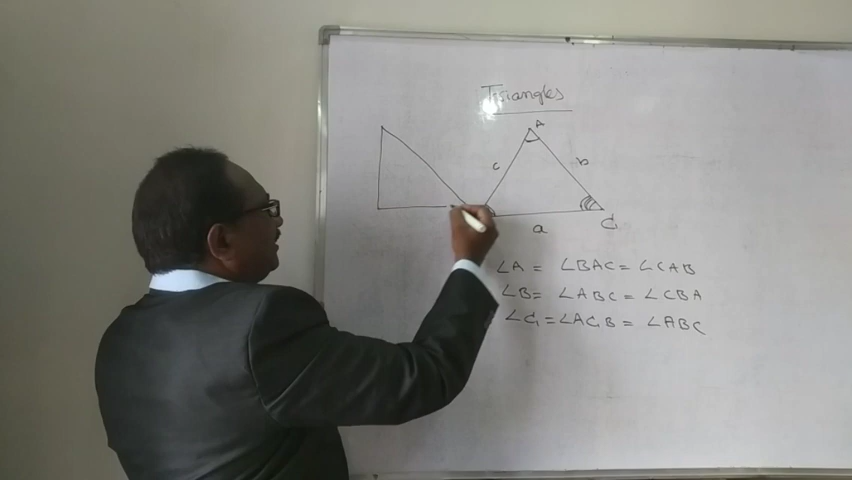 Triangles
A
c b
a C
∠A = ∠BAC = ∠CAB
∠B = ∠ABC = ∠CBA
∠C = ∠ACB = ∠ABC